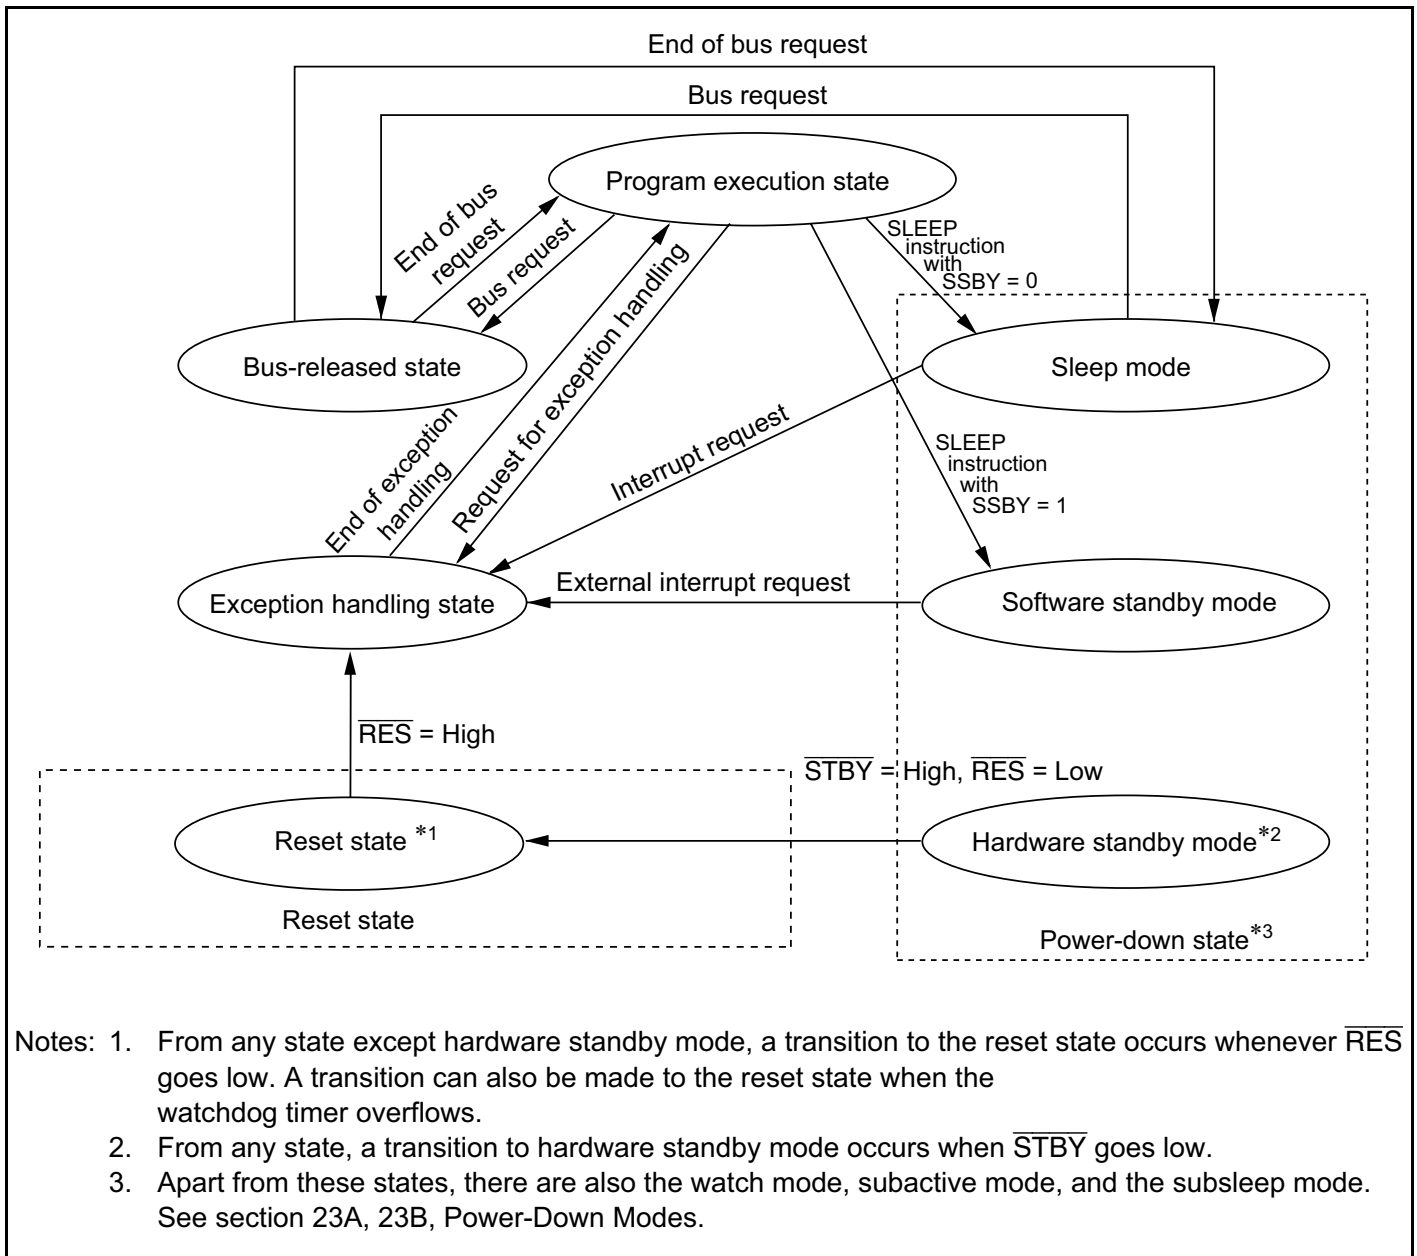 End of bus request
Bus request
Program execution state
End of bus
request
Bus request
SLEEP
instruction
with
SSBY = 0
Bus-released state
Sleep mode
End of exception
handling
Request for exception handling
Interrupt request
SLEEP
instruction
with
SSBY = 1
Exception handling state
External interrupt request
Software standby mode
R̅E̅S̅ = High
S̅T̅B̅Y̅ = High, R̅E̅S̅ = Low
Reset state *1
Hardware standby mode*2
Reset state
Power-down state*3
Notes: 1. From any state except hardware standby mode, a transition to the reset state occurs whenever R̅E̅S̅
goes low. A transition can also be made to the reset state when the
watchdog timer overflows.
2. From any state, a transition to hardware standby mode occurs when S̅T̅B̅Y̅ goes low.
3. Apart from these states, there are also the watch mode, subactive mode, and the subsleep mode.
See section 23A, 23B, Power-Down Modes.